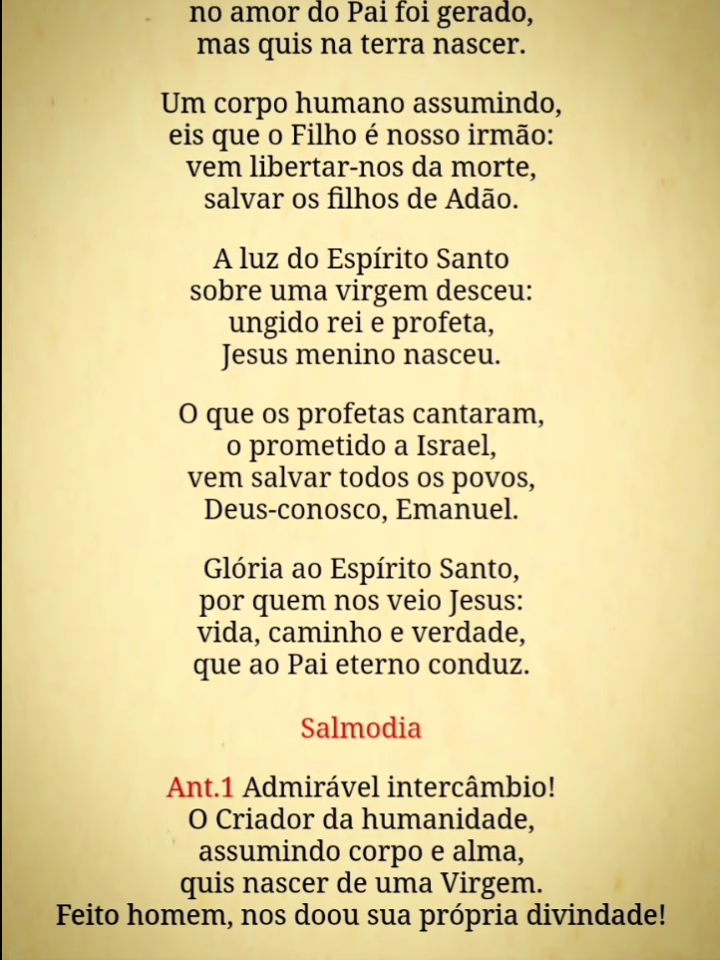 no amor do Pai foi gerado,
mas quis na terra nascer.
Um corpo humano assumindo,
eis que o Filho é nosso irmão:
vem libertar-nos da morte,
salvar os filhos de Adão.
A luz do Espírito Santo
sobre uma virgem desceu:
ungido rei e profeta,
Jesus menino nasceu.
O que os profetas cantaram,
o prometido a Israel,
vem salvar todos os povos,
Deus-conosco, Emanuel.
Glória ao Espírito Santo,
por quem nos veio Jesus:
vida, caminho e verdade,
que ao Pai eterno conduz.
Salmodia
Ant.1 Admirável intercâmbio!
O Criador da humanidade,
assumindo corpo e alma,
quis nascer de uma Virgem.
Feito homem, nos doou sua própria divindade!